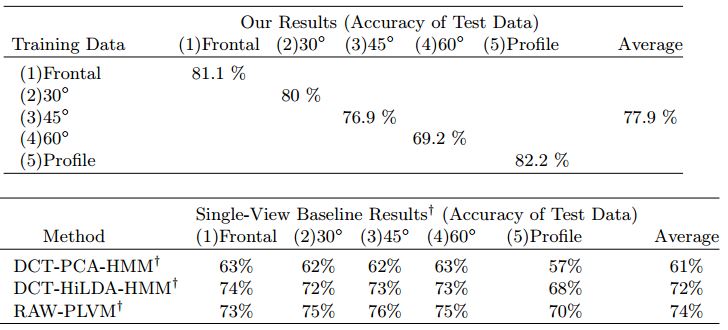 Our Results (Accuracy of Test Data)
Training Data (1)Frontal (2)30° (3)45° (4)60° (5)Profile Average
(1)Frontal 81.1 %
(2)30° 80 %
(3)45° 76.9 % 77.9 %
(4)60° 69.2 %
(5)Profile 82.2 %
Single-View Baseline Results† (Accuracy of Test Data)
Method (1)Frontal (2)30° (3)45° (4)60° (5)Profile Average
DCT-PCA-HMM† 63% 62% 62% 63% 57% 61%
DCT-HiLDA-HMM† 74% 72% 73% 73% 68% 72%
RAW-PLVM† 73% 75% 76% 75% 70% 74%